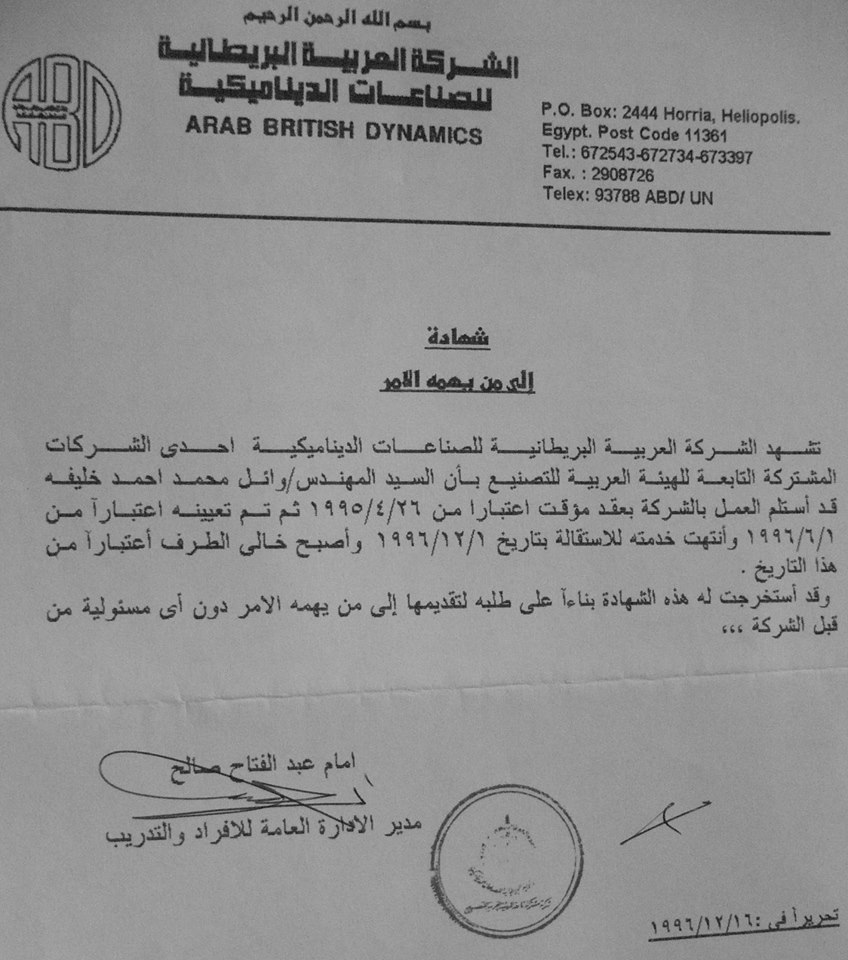 بسم الله الرحمن الرحيم
الشركة العربية البريطانية
للصناعات الديناميكية
ARAB BRITISH DYNAMICS
ABD
P.O. Box: 2444 Horria, Heliopolis.
Egypt. Post Code 11361
Tel.: 672543-672734-673397
Fax. : 2908726
Telex: 93788 ABD/ UN
شهادة
إلى من يهمه الامر
تشهد الشركة العربية البريطانية للصناعات الديناميكية احدى الشركات
المشتركة التابعة للهيئة العربية للتصنيع بأن السيد المهندس/وائل محمد احمد خليفه
قد أستلم العمل بالشركة بعقد مؤقت اعتبارا من ١٩٩٥/٤/٢٦ ثم تم تعيينه اعتبارآ من
١٩٩٦/٦/١ وأنتهت خدمته للاستقالة بتاريخ ١٩٩٦/١٢/١ وأصبح خالى الطرف أعتبارآ من
هذا التاريخ .
وقد أستخرجت له هذه الشهادة بناءآ على طلبه لتقديمها إلى من يهمه الامر دون أى مسئولية من
قبل الشركة ،،،
امام عبد الفتاح صالح
مدير الادارة العامة للافراد والتدريب
تحريرآ فى :١٩٩٦/١٢/١٦